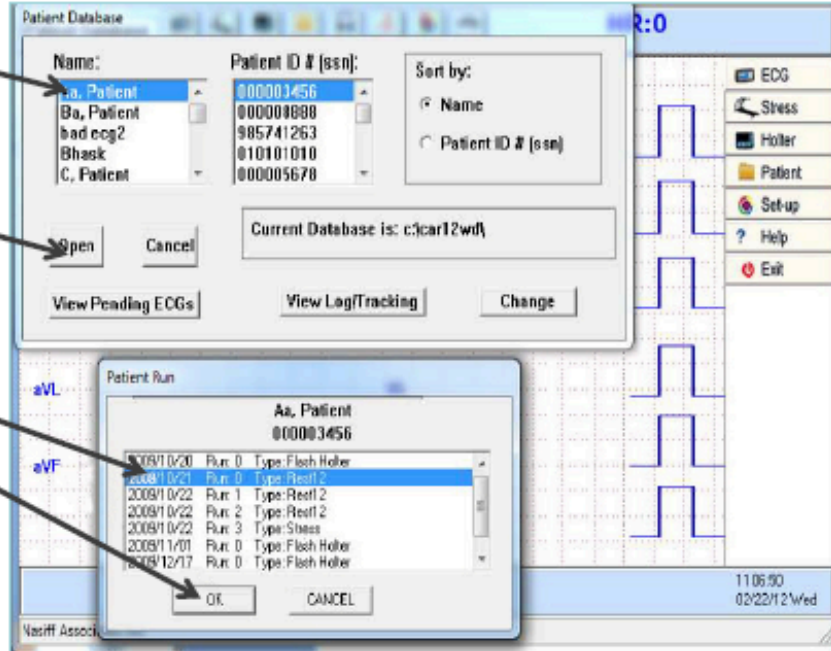 Patient Database
R:0
Name:
Patient ID # (ssn):
Sort by:
Aa, Patient
Ba, Patient
bad ecg2
Bhask
C, Patient
000003456
000008888
985741263
010101010
000005678
Name
Patient ID # (ssn)
Open
Cancel
Current Database is: c:\car12wd\
View Pending ECGs
View Log/Tracking
Change
ECG
Stress
Holter
Patient
Set-up
? Help
Exit
aVL
aVF
Patient Run
Aa, Patient
000003456
2009/10/20 Run: 0 Type:Flash Holter
2009/10/21 Run: 0 Type:Rest12
2009/10/22 Run: 1 Type:Rest12
2009/10/22 Run: 2 Type:Rest12
2009/10/22 Run: 3 Type:Stress
2009/11/01 Run: 0 Type:Flash Holter
2009/12/17 Run: 0 Type:Flash Holter
OK
CANCEL
11:06:50
02/22/12 Wed
Nasiff Associ